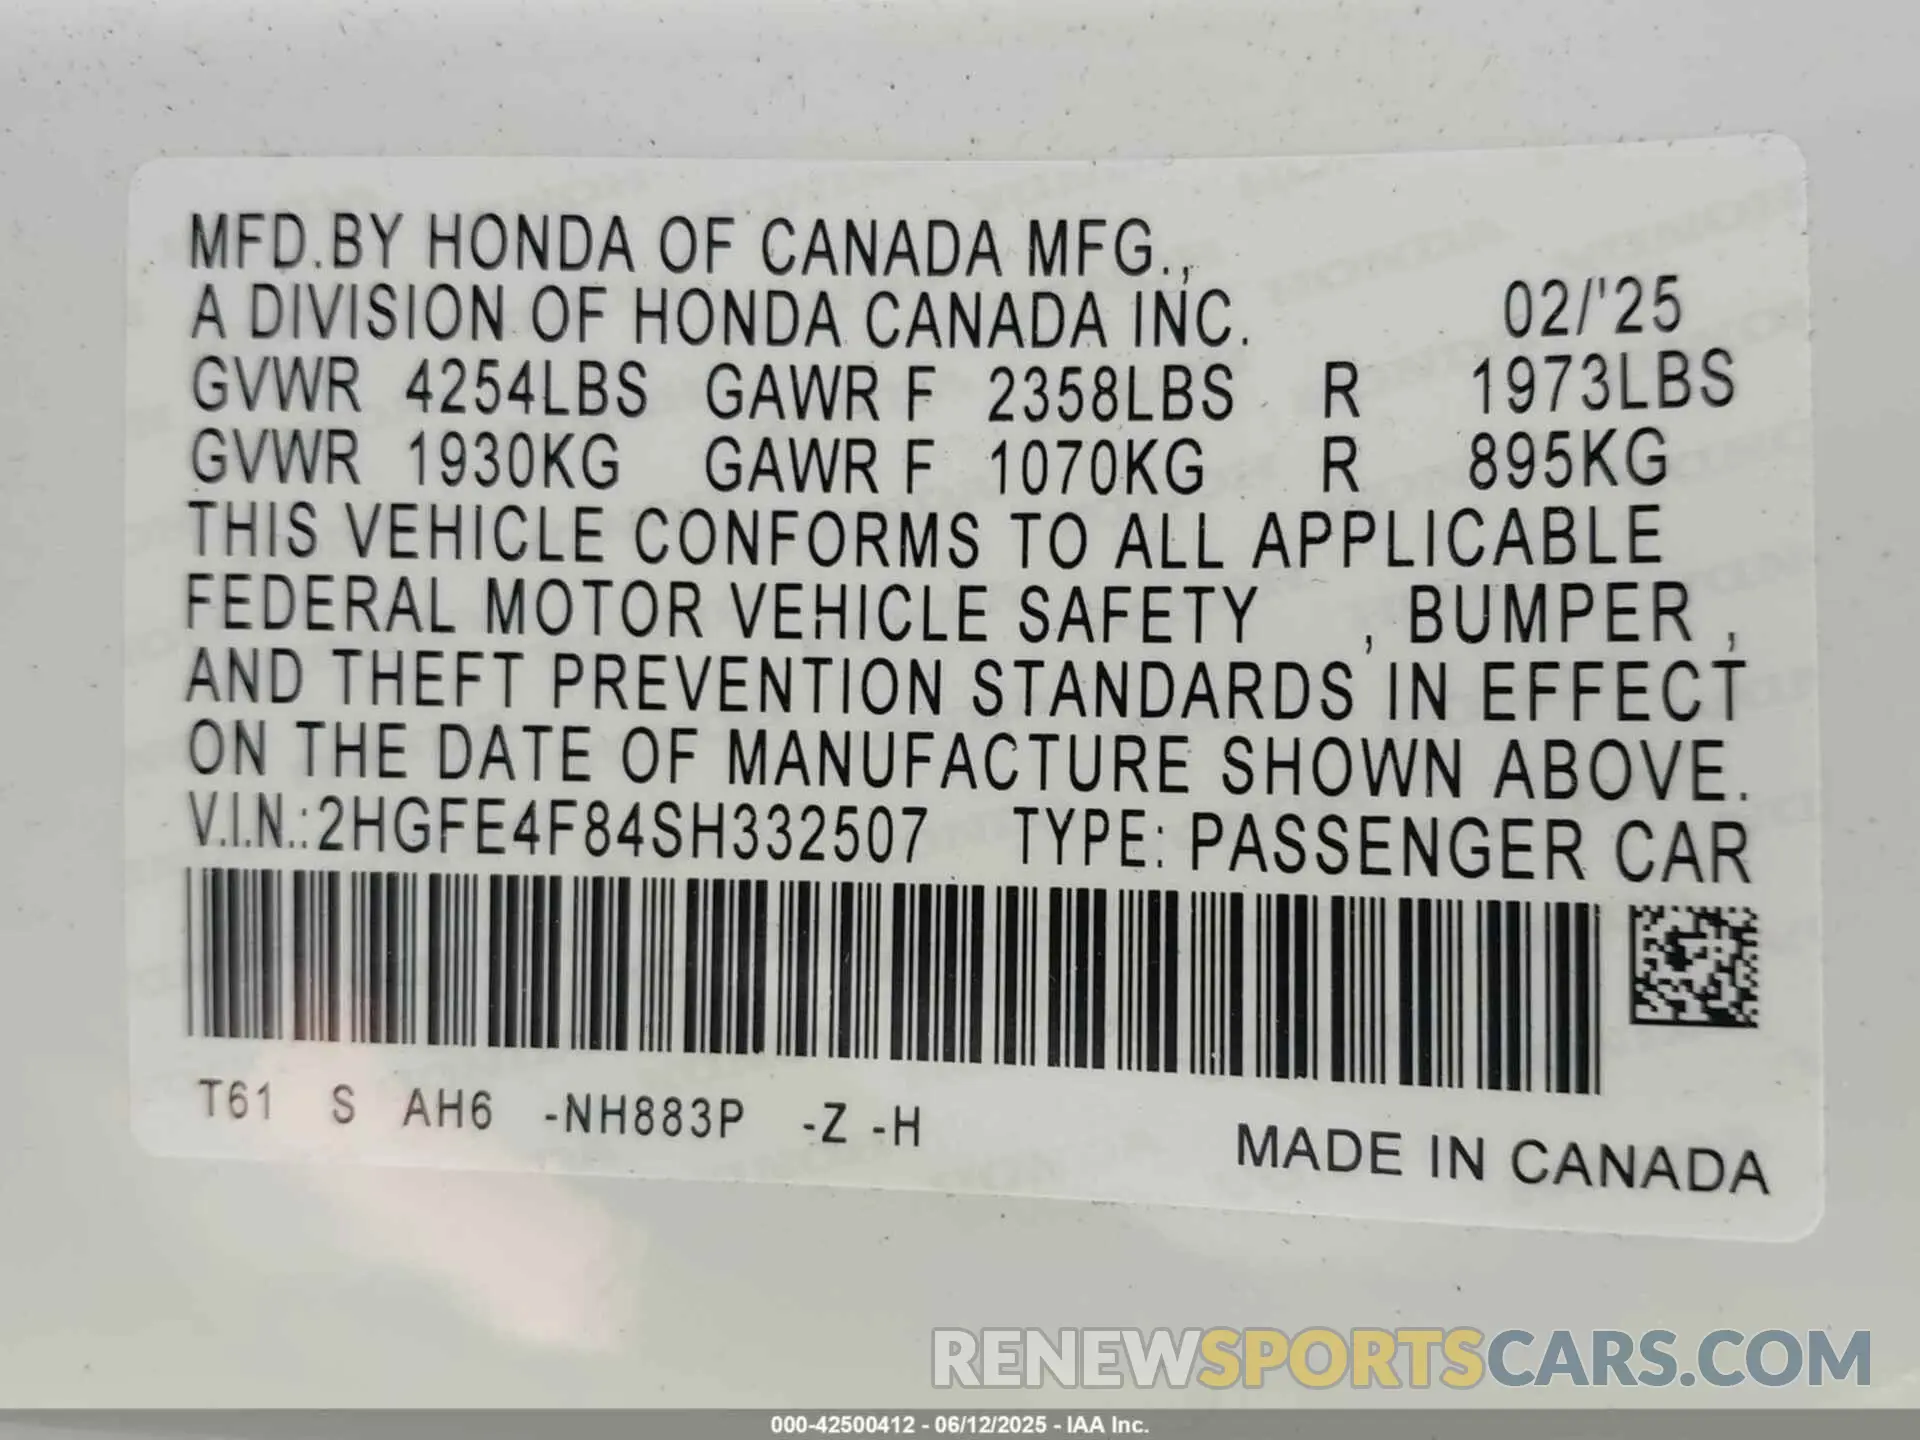 MFD.BY HONDA OF CANADA MFG.,
A DIVISION OF HONDA CANADA INC. 02/'25
GVWR 4254LBS GAWR F 2358LBS R 1973LBS
GVWR 1930KG GAWR F 1070KG R 895KG
THIS VEHICLE CONFORMS TO ALL APPLICABLE
FEDERAL MOTOR VEHICLE SAFETY , BUMPER ,
AND THEFT PREVENTION STANDARDS IN EFFECT
ON THE DATE OF MANUFACTURE SHOWN ABOVE.
V.I.N.:2HGFE4F84SH332507 TYPE: PASSENGER CAR
T61 S AH6 -NH883P -Z -H
MADE IN CANADA
RENEWSPORTSCARS.COM
000-42500412 - 06/12/2025 - IAA Inc.